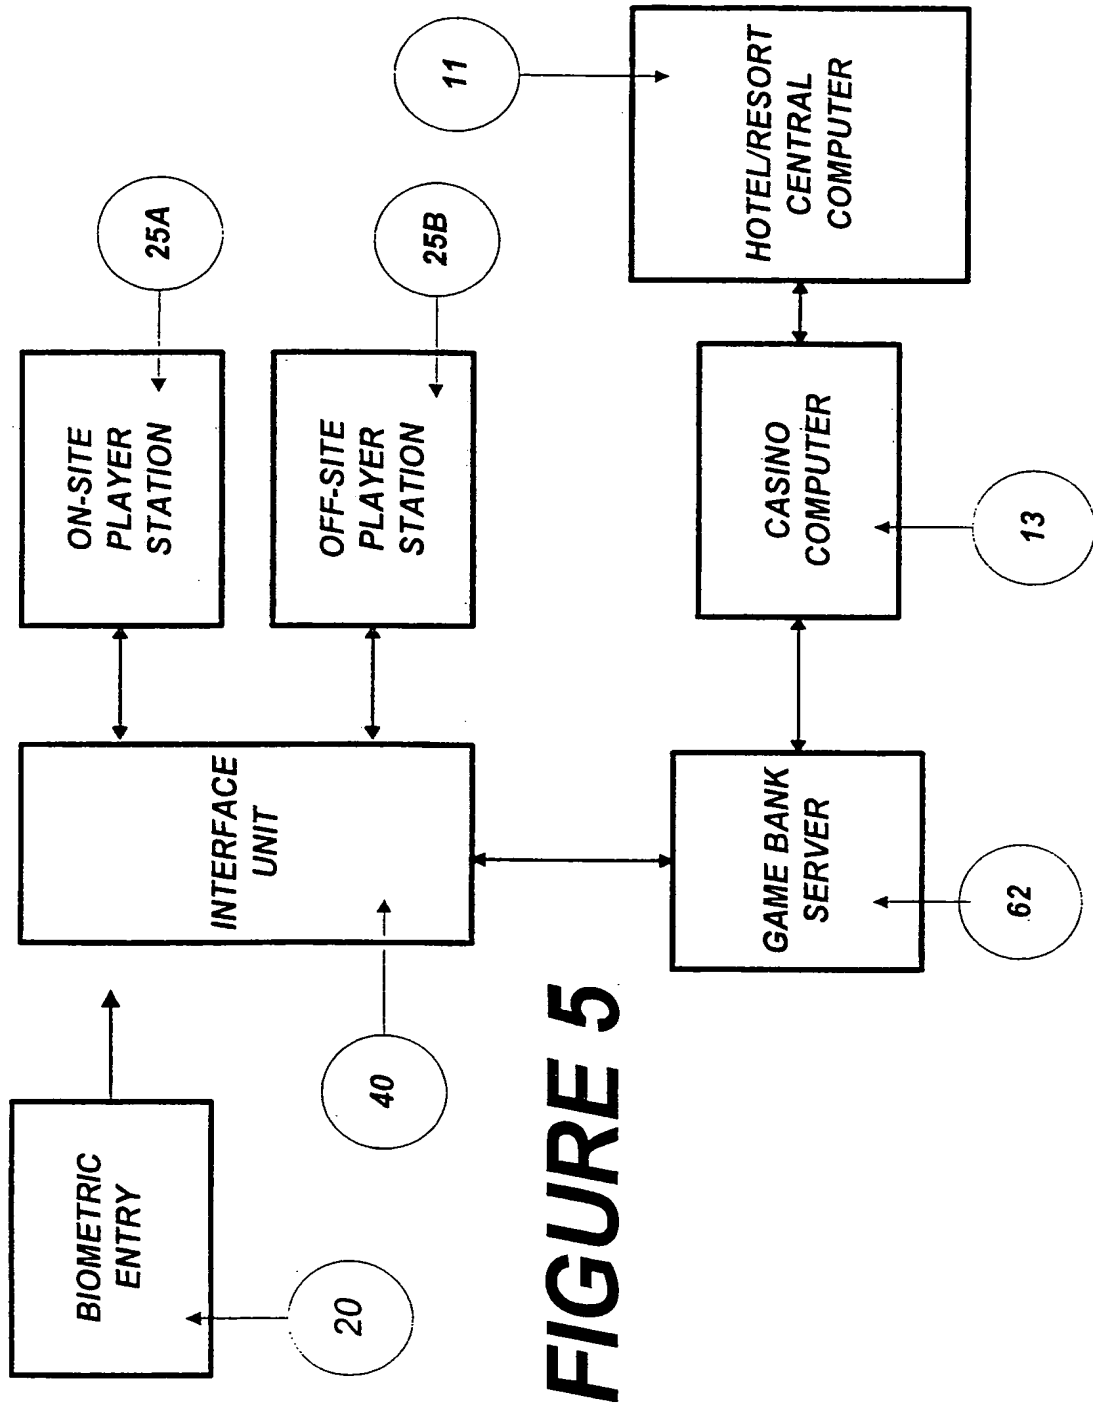 BIOMETRIC
ENTRY
20
INTERFACE
UNIT
40
ON-SITE
PLAYER
STATION
25A
OFF-SITE
PLAYER
STATION
25B
GAME BANK
SERVER
62
CASINO
COMPUTER
13
HOTEL/RESORT
CENTRAL
COMPUTER
11
FIGURE 5